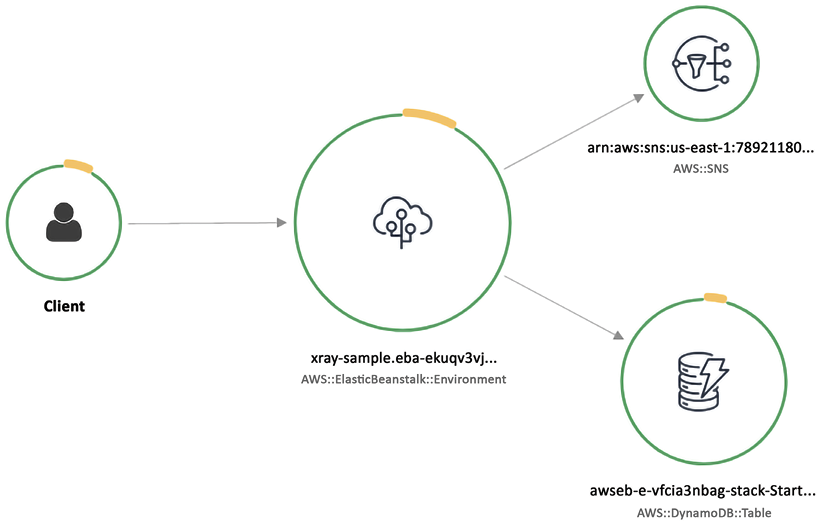 arn:aws:sns:us-east-1:78921180...
AWS::SNS
Client
xray-sample.eba-ekuqv3vj...
AWS::ElasticBeanstalk::Environment
awseb-e-vfcia3nbag-stack-Start...
AWS::DynamoDB::Table